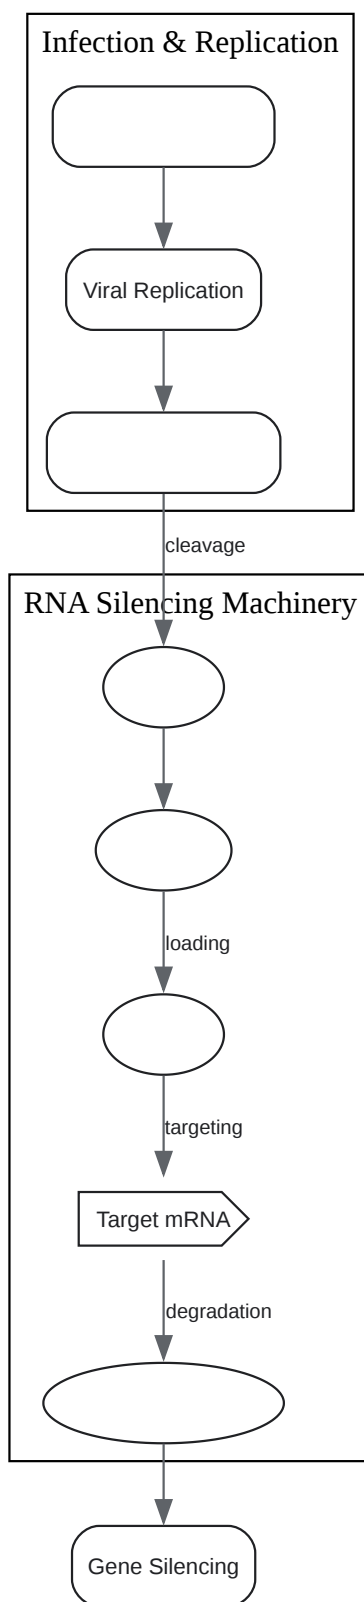 Infection & Replication
Viral Replication
cleavage
RNA Silencing Machinery
loading
targeting
Target mRNA
degradation
Gene Silencing